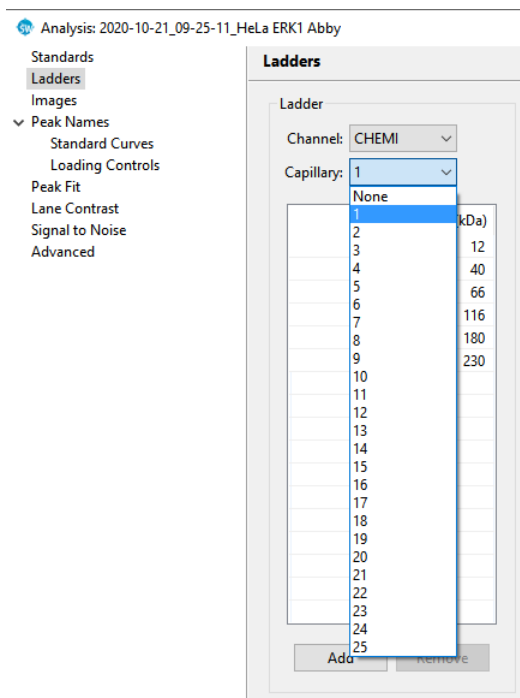 Analysis: 2020-10-21_09-25-11_HeLa ERK1 Abby
Standards
Ladders
Images
Peak Names
Standard Curves
Loading Controls
Peak Fit
Lane Contrast
Signal to Noise
Advanced
Ladders
Ladder
Channel: CHEMI
Capillary: 1
None
1
2
3
4
5
6
7
8
9
10
11
12
13
14
15
16
17
18
19
20
21
22
23
24
25
(kDa)
12
40
66
116
180
230
Add
Remove